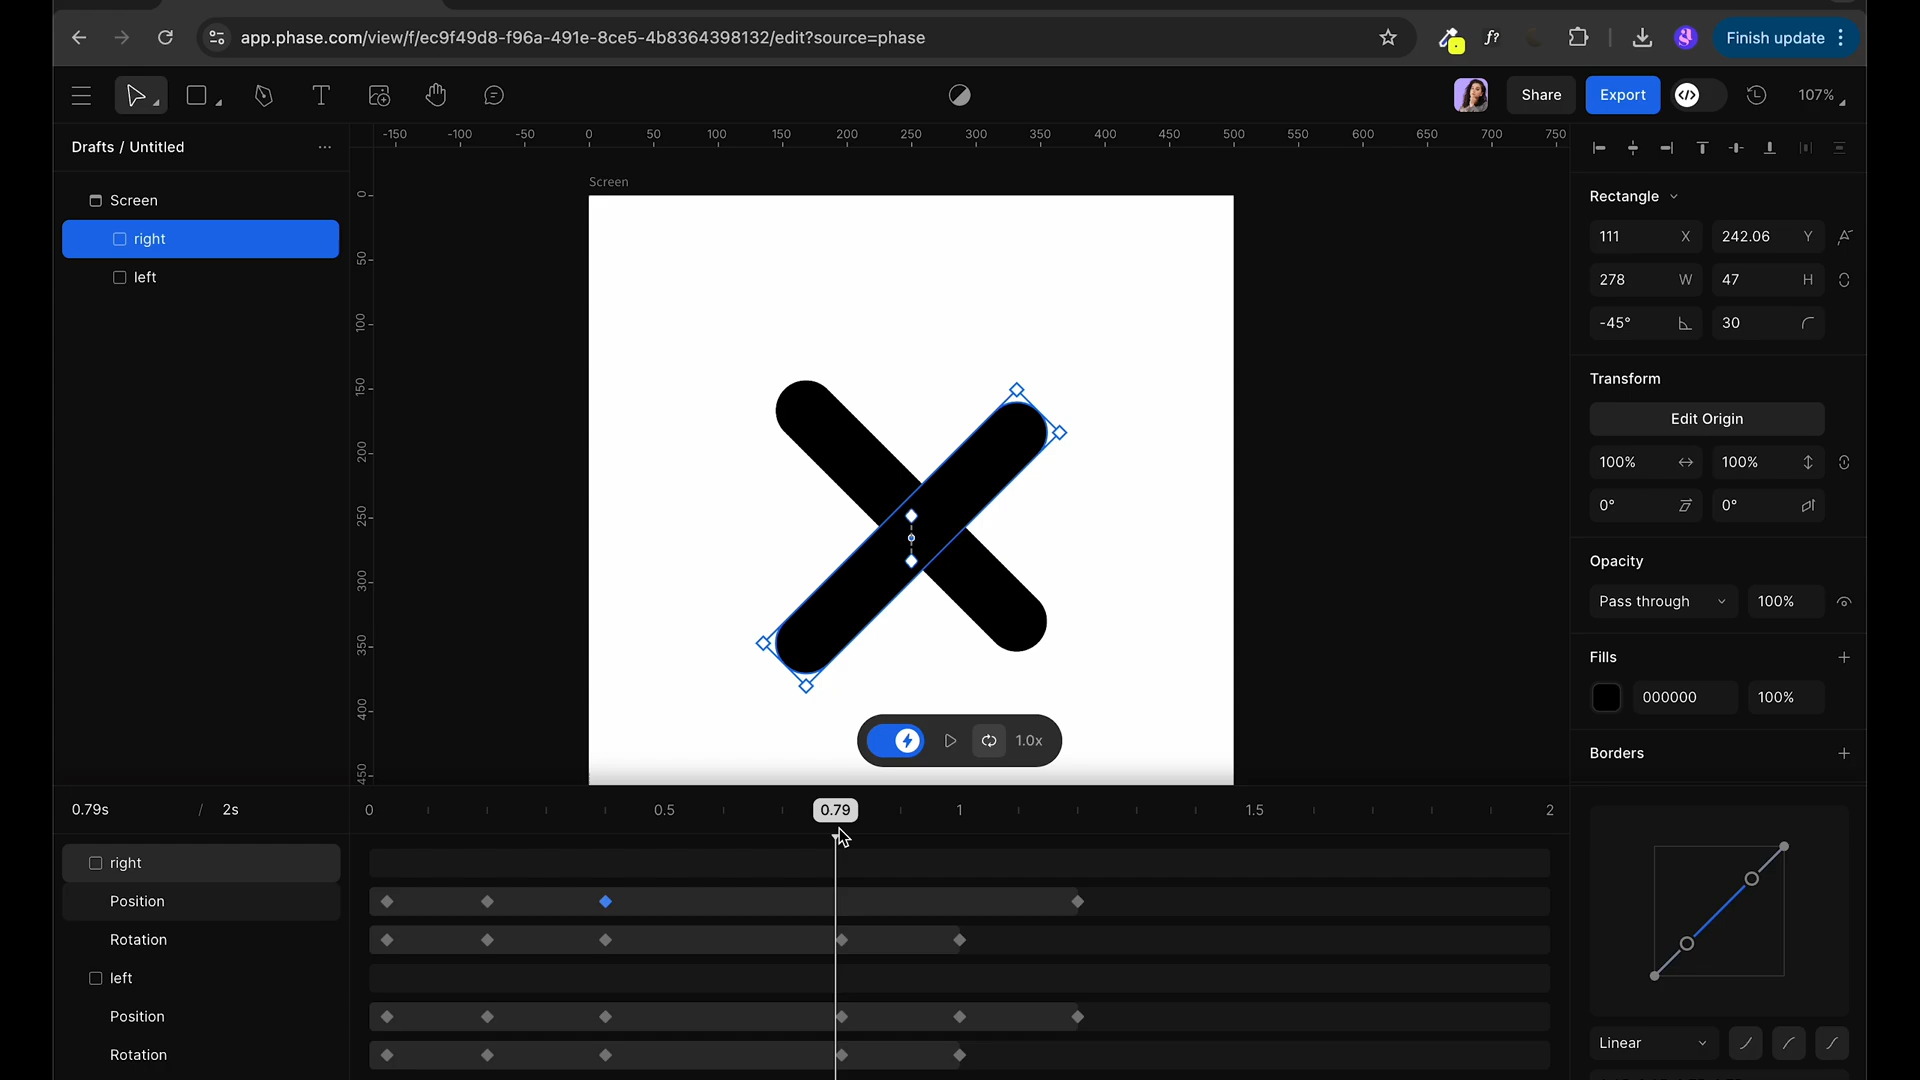 app.phase.com/view/f/ec9f49d8-f96a-491e-8ce5-4b8364398132/edit?source=phase
f?
Finish update
T
Share
Export
107%
Drafts / Untitled
-150 -100 -50 0 50 100 150 200 250 300 350 400 450 500 550 600 650 700 750
Screen
right
left
Screen
0
50
100
150
200
250
300
350
400
450
1.0x
Rectangle
111 X 242.06 Y
278 W 47 H
-45° 30
Transform
Edit Origin
100% 100%
0° 0°
Opacity
Pass through 100%
Fills
000000 100%
Borders
Linear
0.79s / 2s
0 0.5 0.79 1 1.5 2
right
Position
Rotation
left
Position
Rotation